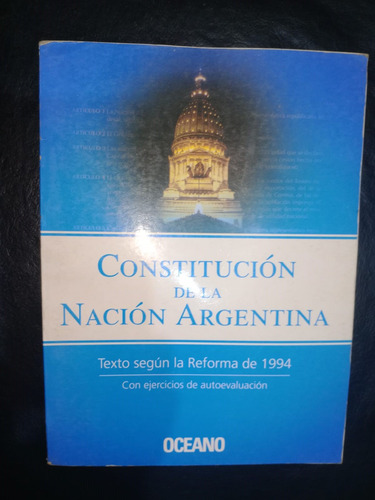 CONSTITUCIÓN
DE LA
NACIÓN ARGENTINA
Texto según la Reforma de 1994
Con ejercicios de autoevaluación
OCEANO